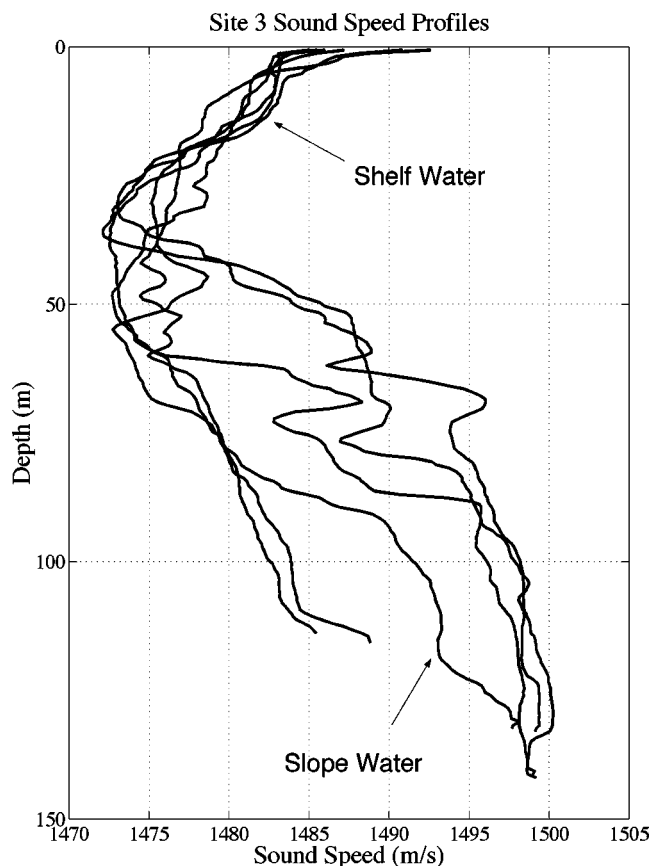 Site 3 Sound Speed Profiles
0
Shelf Water
50
Depth (m)
100
Slope Water
150
1470 1475 1480 1485 1490 1495 1500 1505
Sound Speed (m/s)